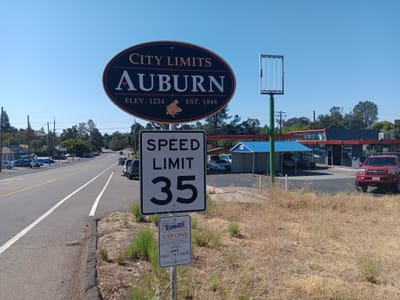 CITY LIMITS
AUBURN
ELEV. 1234 EST. 1848
SPEED
LIMIT
35